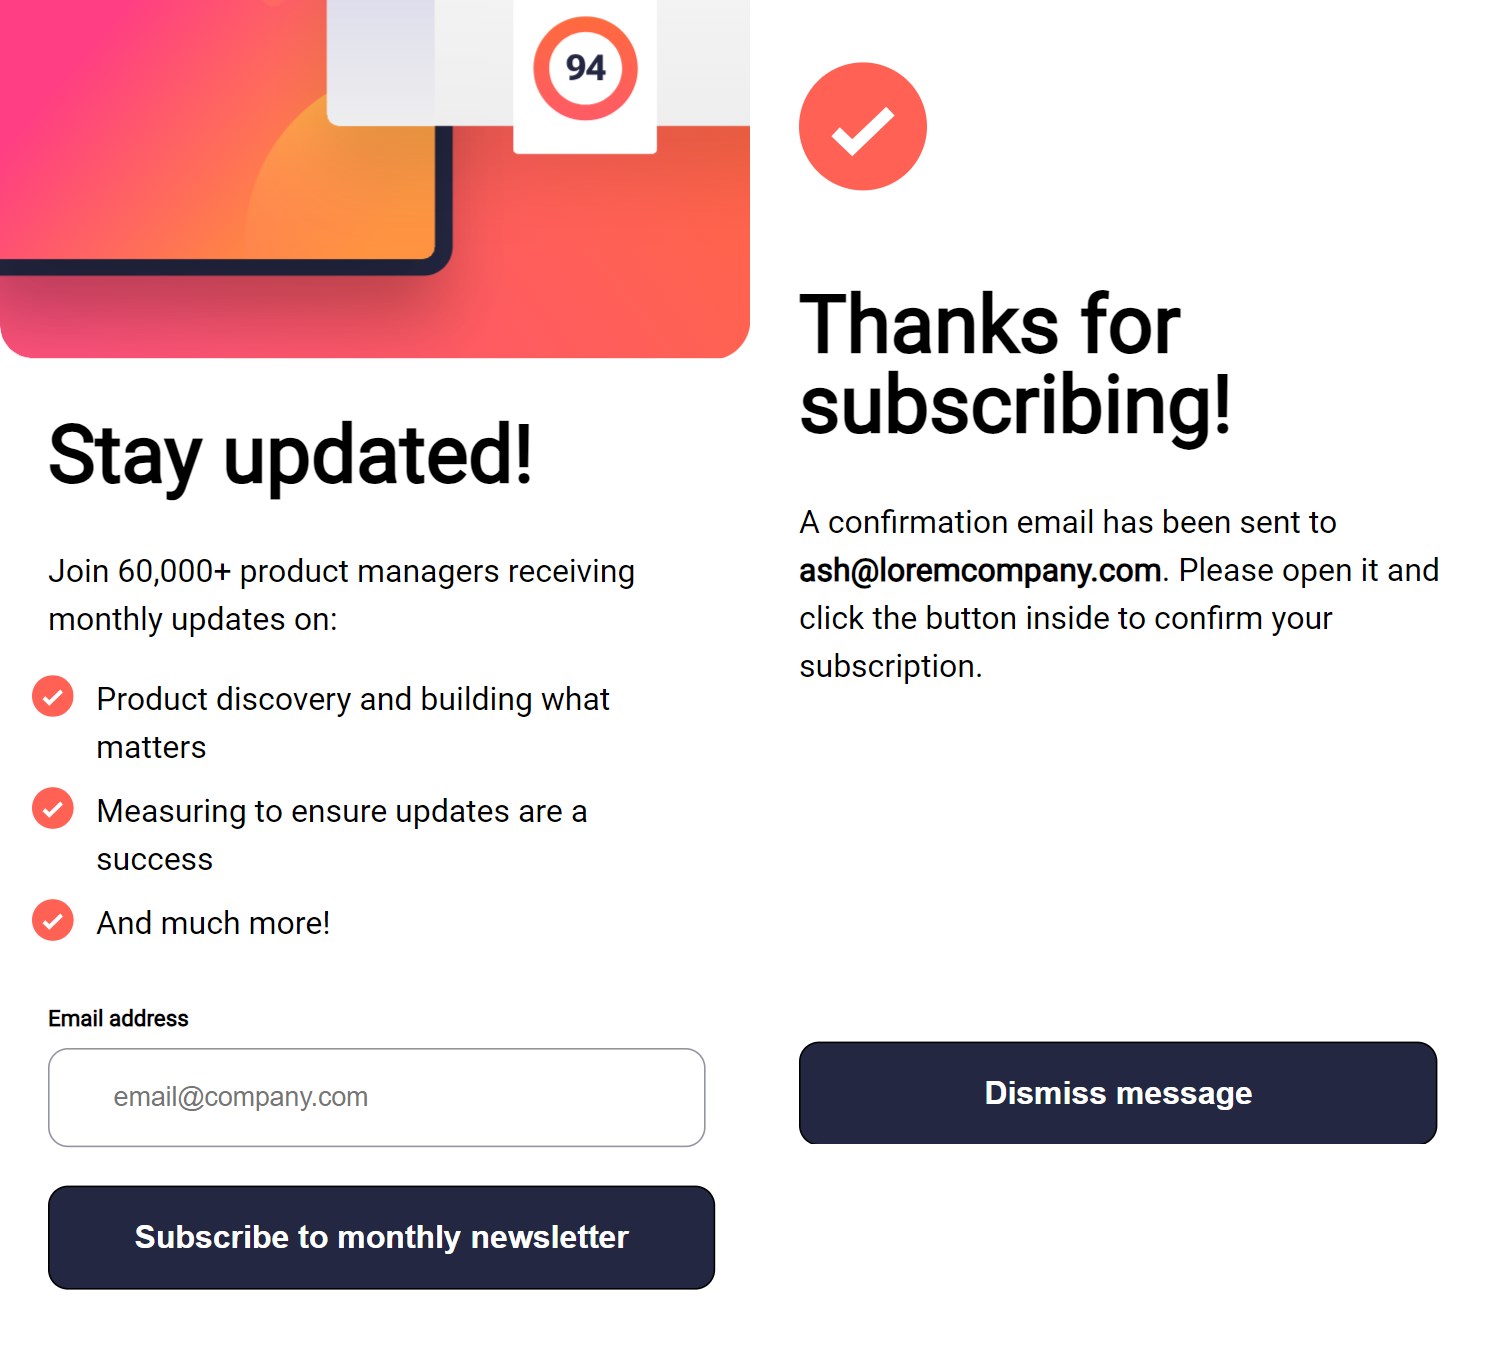 94
Stay updated!
Join 60,000+ product managers receiving
monthly updates on:
Product discovery and building what
matters
Measuring to ensure updates are a
success
And much more!
Email address
email@company.com
Subscribe to monthly newsletter
Thanks for
subscribing!
A confirmation email has been sent to
ash@loremcompany.com. Please open it and
click the button inside to confirm your
subscription.
Dismiss message